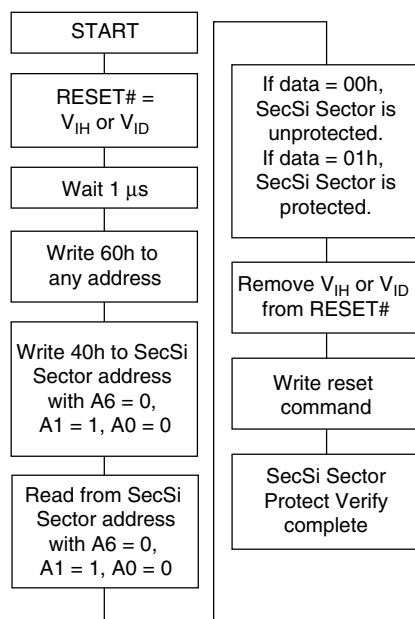 START
RESET# =
V_IH or V_ID
Wait 1 μs
Write 60h to
any address
Write 40h to SecSi
Sector address
with A6 = 0,
A1 = 1, A0 = 0
Read from SecSi
Sector address
with A6 = 0,
A1 = 1, A0 = 0
If data = 00h,
SecSi Sector is
unprotected.
If data = 01h,
SecSi Sector is
protected.
Remove V_IH or V_ID
from RESET#
Write reset
command
SecSi Sector
Protect Verify
complete